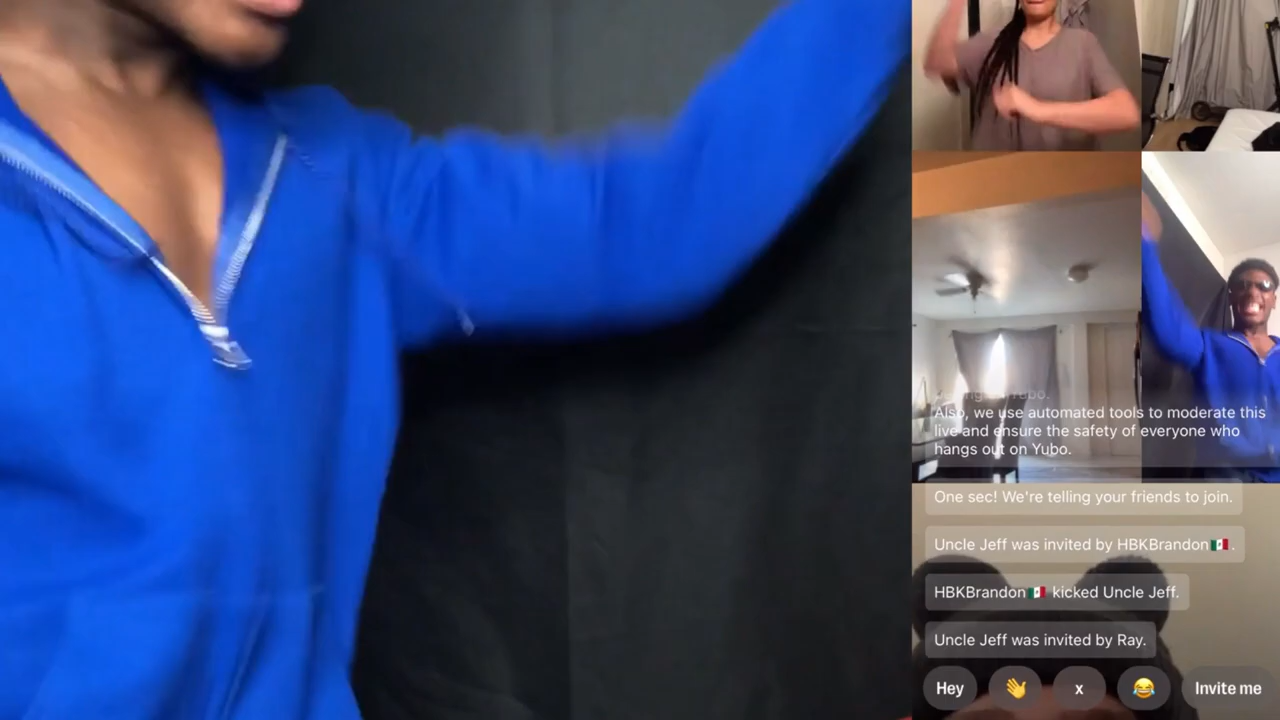 Also, we use automated tools to moderate this
live and ensure the safety of everyone who
hangs out on Yubo.
One sec! We're telling your friends to join.
Uncle Jeff was invited by HBKBrandon🇲🇽.
HBKBrandon🇲🇽 kicked Uncle Jeff.
Uncle Jeff was invited by Ray.
Hey 👋 x 😂 Invite me